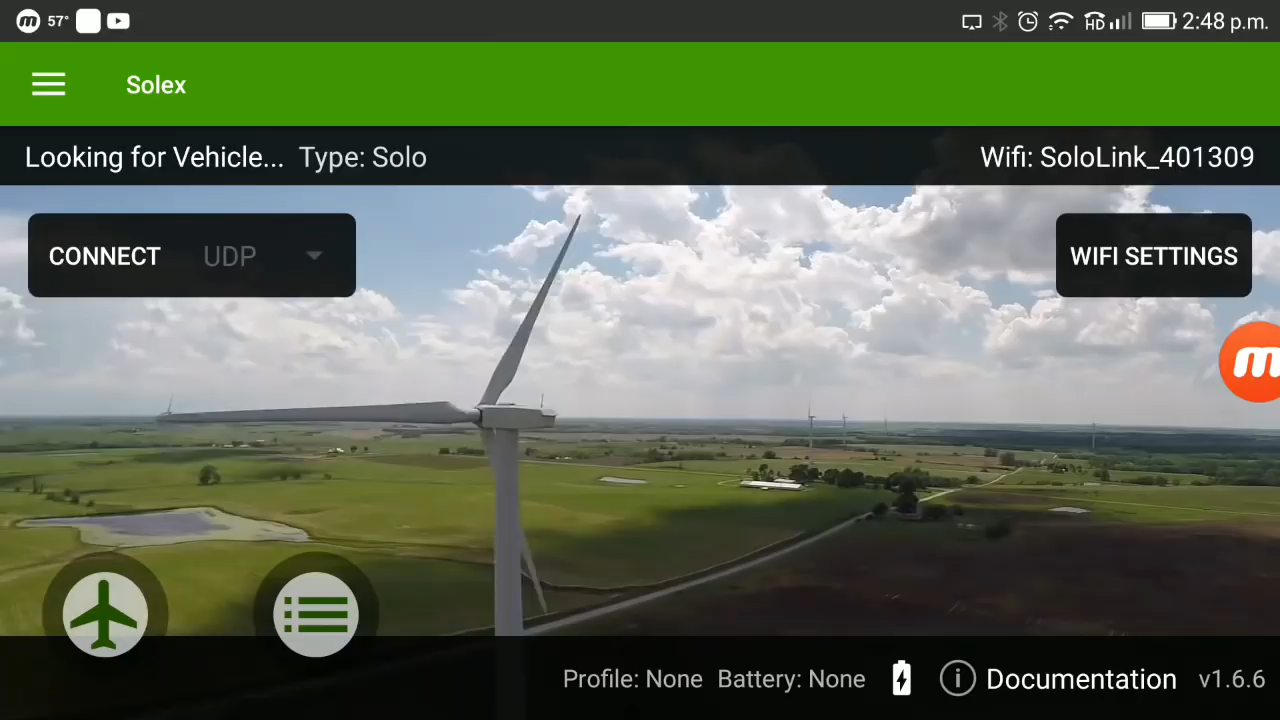 57° 2:48 p.m.
HD
Solex
Looking for Vehicle... Type: Solo Wifi: SoloLink_401309
CONNECT UDP WIFI SETTINGS
m
Profile: None Battery: None Documentation v1.6.6